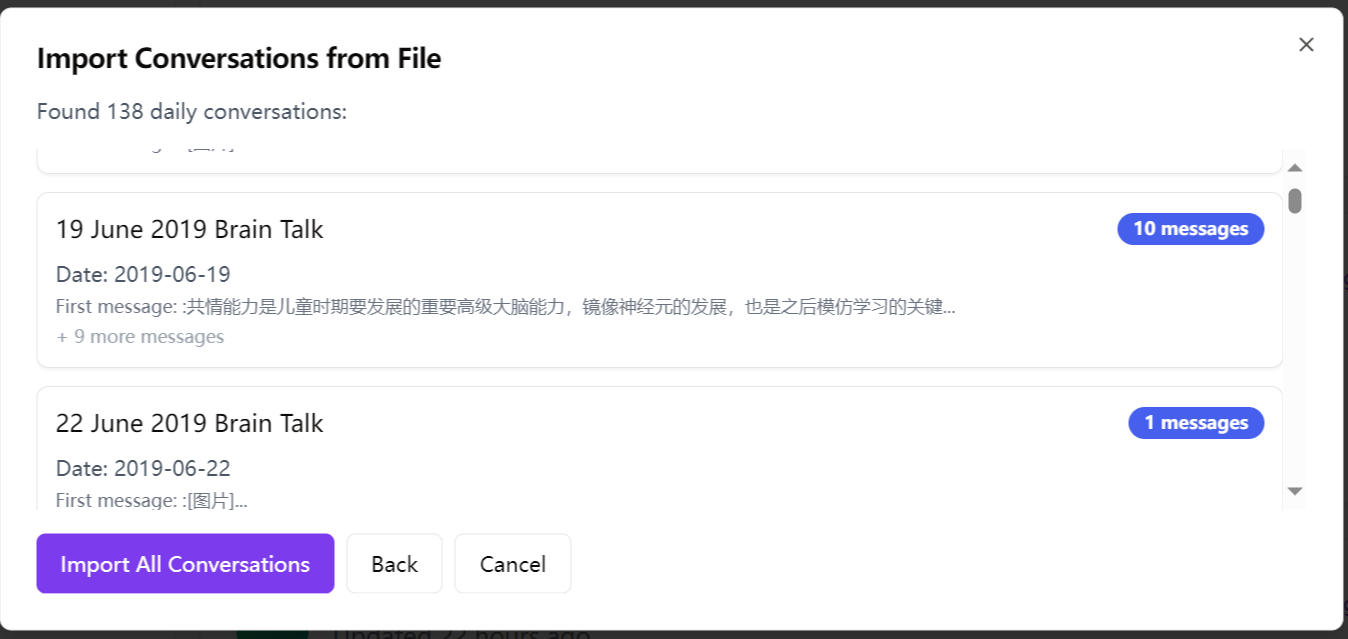 Import Conversations from File
Found 138 daily conversations:
19 June 2019 Brain Talk
10 messages
Date: 2019-06-19
First message: :共情能力是儿童时期要发展的重要高级大脑能力，镜像神经元的发展，也是之后模仿学习的关键...
+ 9 more messages
22 June 2019 Brain Talk
1 messages
Date: 2019-06-22
First message: :[图片]...
Import All Conversations
Back
Cancel
Updated 22 hours ago